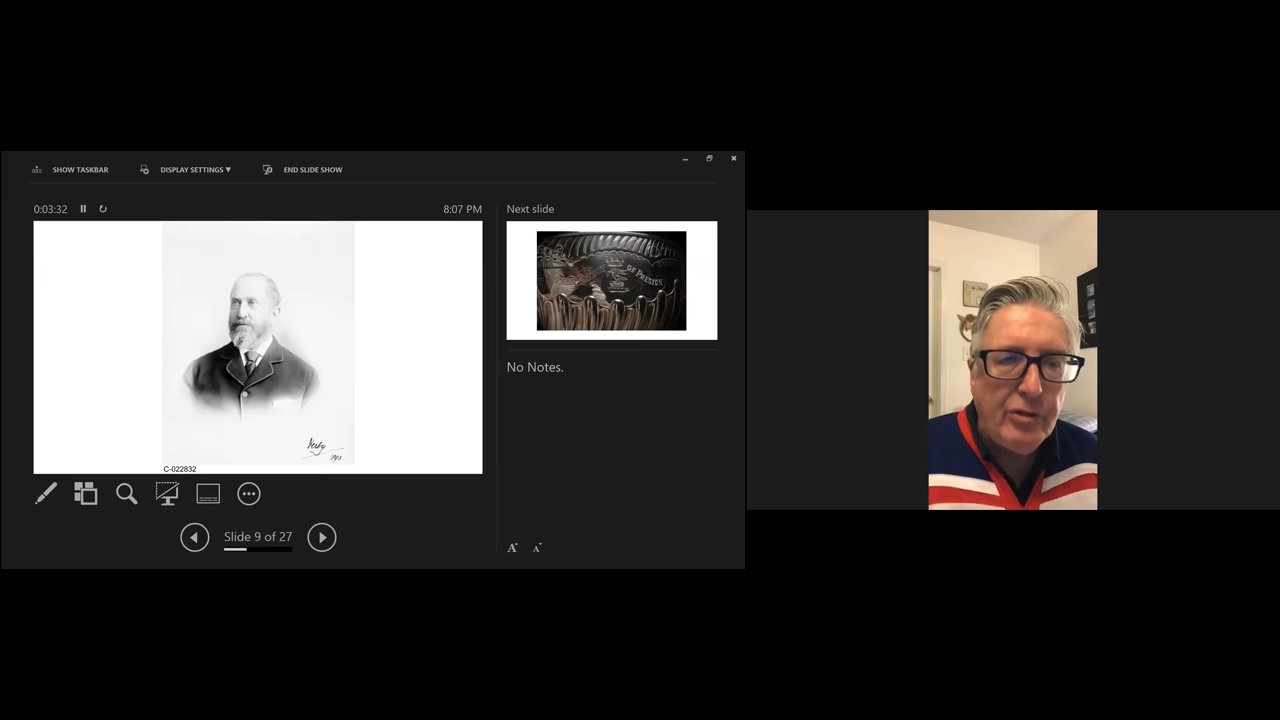 SHOW TASKBAR
DISPLAY SETTINGS ▼
END SLIDE SHOW
0:03:32
8:07 PM
Next slide
OF PRESTON
Derby
C-022832
No Notes.
Slide 9 of 27
A
A